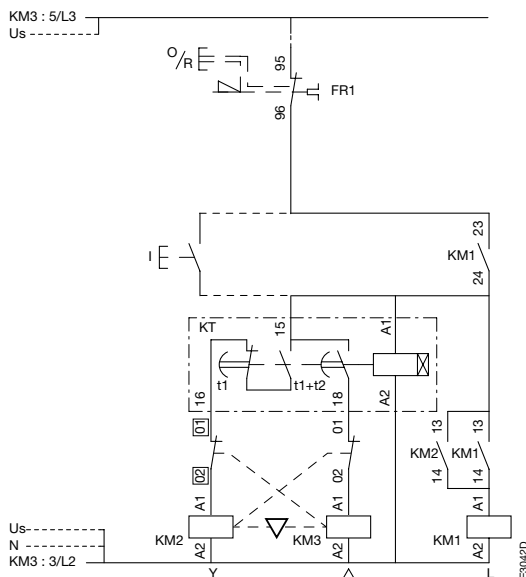 KM3 : 5/L3
Us
O/R
95
FR1
96
I
23
KM1
24
KT
15
A1
t1
t1+t2
A2
16
18
01
01
13
13
KM2
KM1
02
02
14
14
A1
A1
A1
Us
N
KM3 : 3/L2
KM2
KM3
KM1
A2
A2
A2
Y
△
L
E3042D